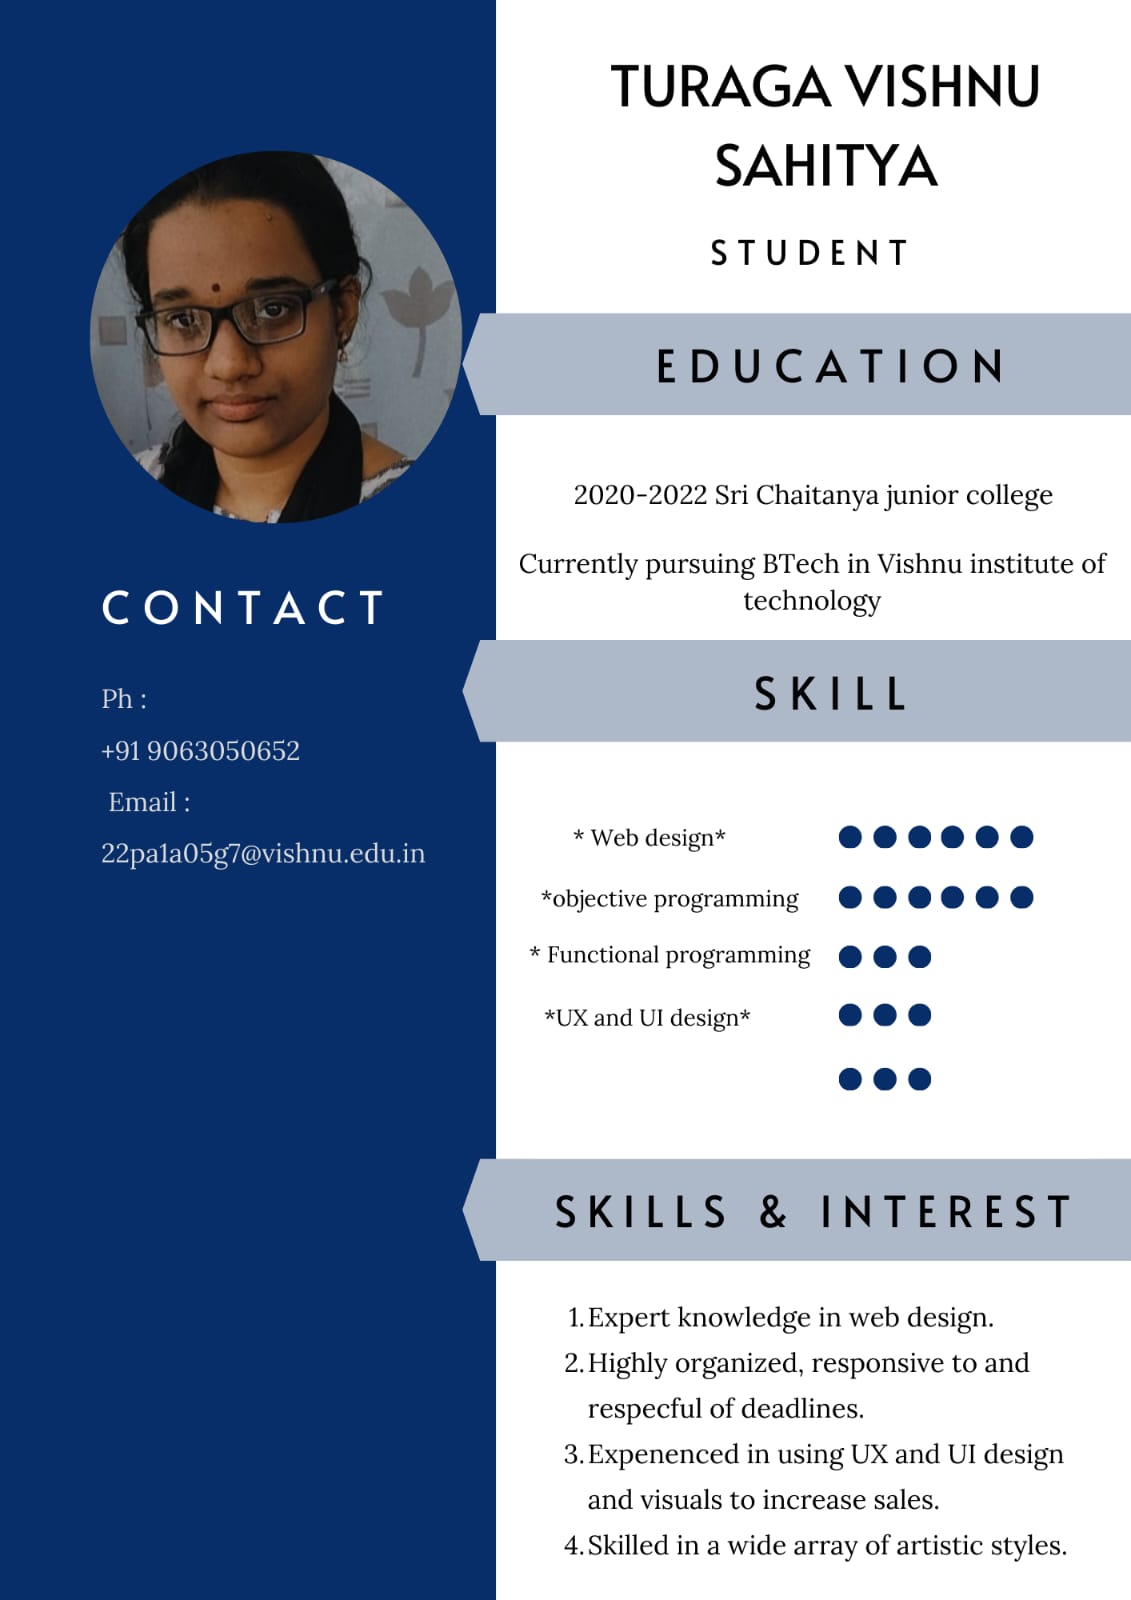 TURAGA VISHNU
SAHITYA
STUDENT
EDUCATION
2020-2022 Sri Chaitanya junior college
Currently pursuing BTech in Vishnu institute of
technology
CONTACT
Ph :
+91 9063050652
Email :
22pa1a05g7@vishnu.edu.in
SKILL
* Web design*
*objective programming
* Functional programming
*UX and UI design*
SKILLS & INTEREST
1. Expert knowledge in web design.
2. Highly organized, responsive to and
respecful of deadlines.
3. Expenenced in using UX and UI design
and visuals to increase sales.
4. Skilled in a wide array of artistic styles.